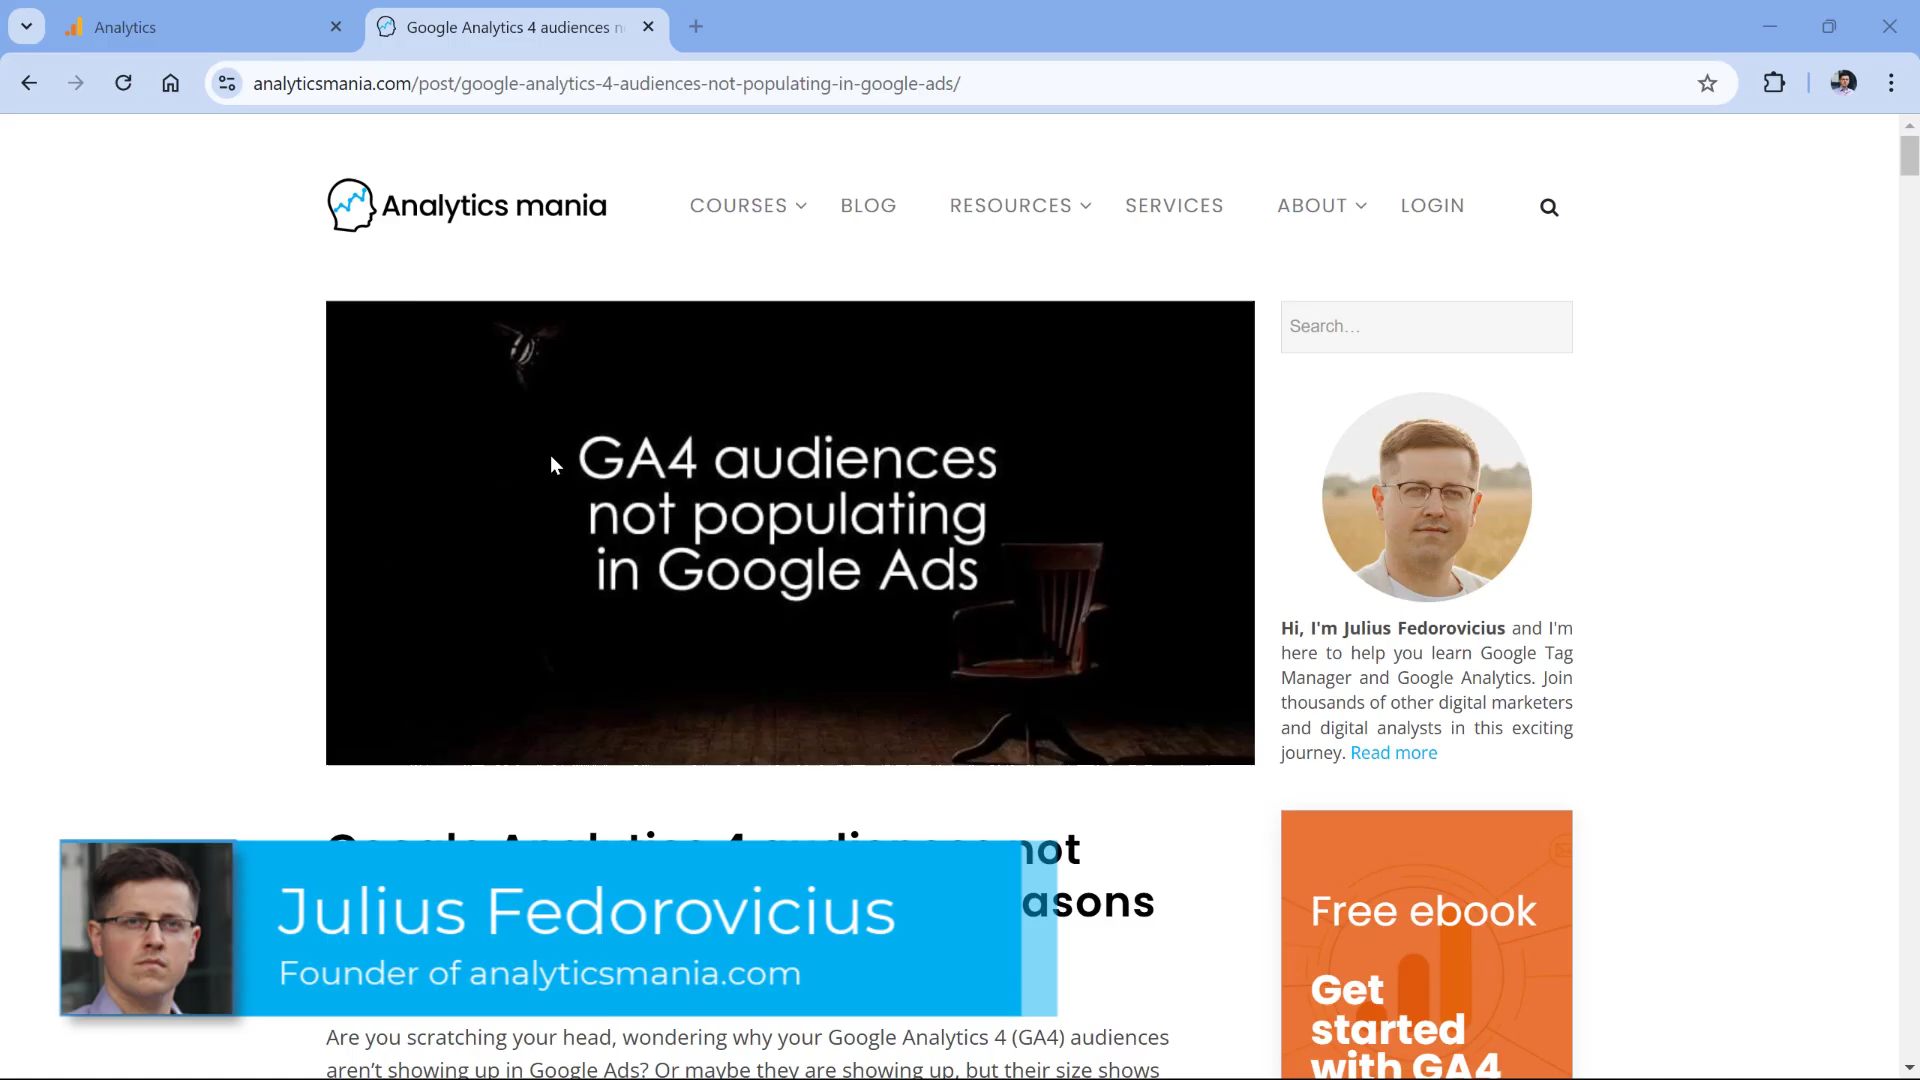 Analytics
Google Analytics 4 audiences n
analyticsmania.com/post/google-analytics-4-audiences-not-populating-in-google-ads/
Analytics mania
COURSES
BLOG
RESOURCES
SERVICES
ABOUT
LOGIN
GA4 audiences
not populating
in Google Ads
Search...
Hi, I'm Julius Fedorovicius and I'm
here to help you learn Google Tag
Manager and Google Analytics. Join
thousands of other digital marketers
and digital analysts in this exciting
journey. Read more
Google Analytics 4 audiences not
asons
Julius Fedorovicius
Founder of analyticsmania.com
Are you scratching your head, wondering why your Google Analytics 4 (GA4) audiences
aren't showing up in Google Ads? Or maybe they are showing up, but their size shows
Free ebook
Get
started
with GA4